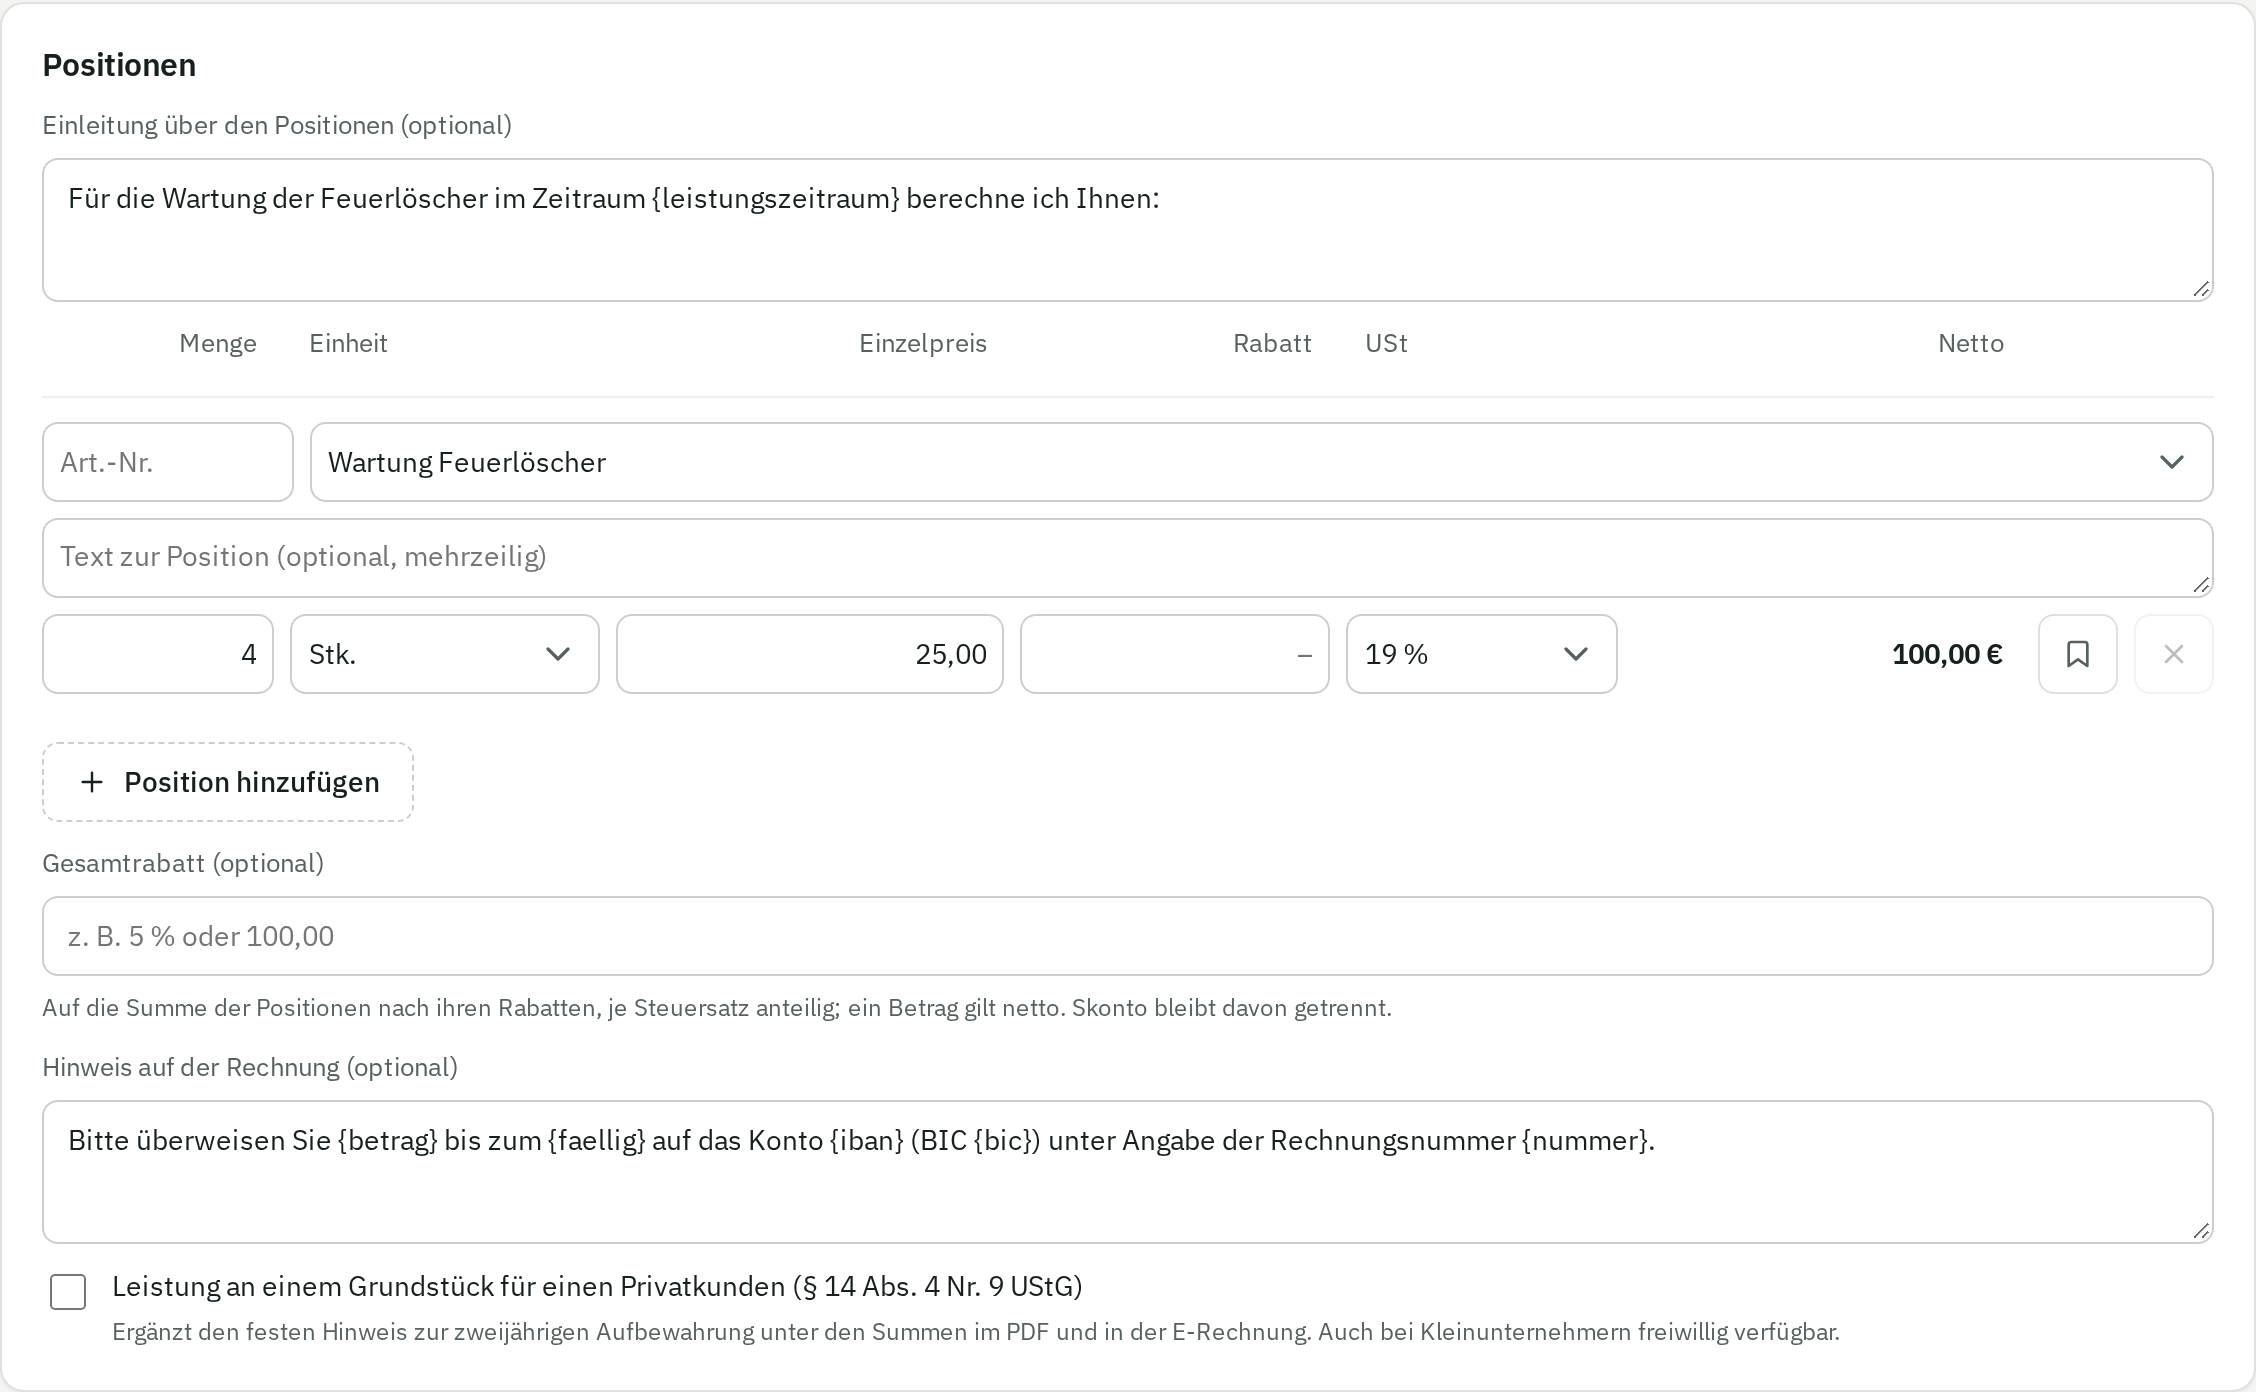 Positionen
Einleitung über den Positionen (optional)
Für die Wartung der Feuerlöscher im Zeitraum {leistungszeitraum} berechne ich Ihnen:
Menge Einheit Einzelpreis Rabatt USt Netto
Art.-Nr. Wartung Feuerlöscher
Text zur Position (optional, mehrzeilig)
4 Stk. 25,00 – 19 % 100,00 €
+ Position hinzufügen
Gesamtrabatt (optional)
z. B. 5 % oder 100,00
Auf die Summe der Positionen nach ihren Rabatten, je Steuersatz anteilig; ein Betrag gilt netto. Skonto bleibt davon getrennt.
Hinweis auf der Rechnung (optional)
Bitte überweisen Sie {betrag} bis zum {faellig} auf das Konto {iban} (BIC {bic}) unter Angabe der Rechnungsnummer {nummer}.
Leistung an einem Grundstück für einen Privatkunden (§ 14 Abs. 4 Nr. 9 UStG)
Ergänzt den festen Hinweis zur zweijährigen Aufbewahrung unter den Summen im PDF und in der E-Rechnung. Auch bei Kleinunternehmern freiwillig verfügbar.